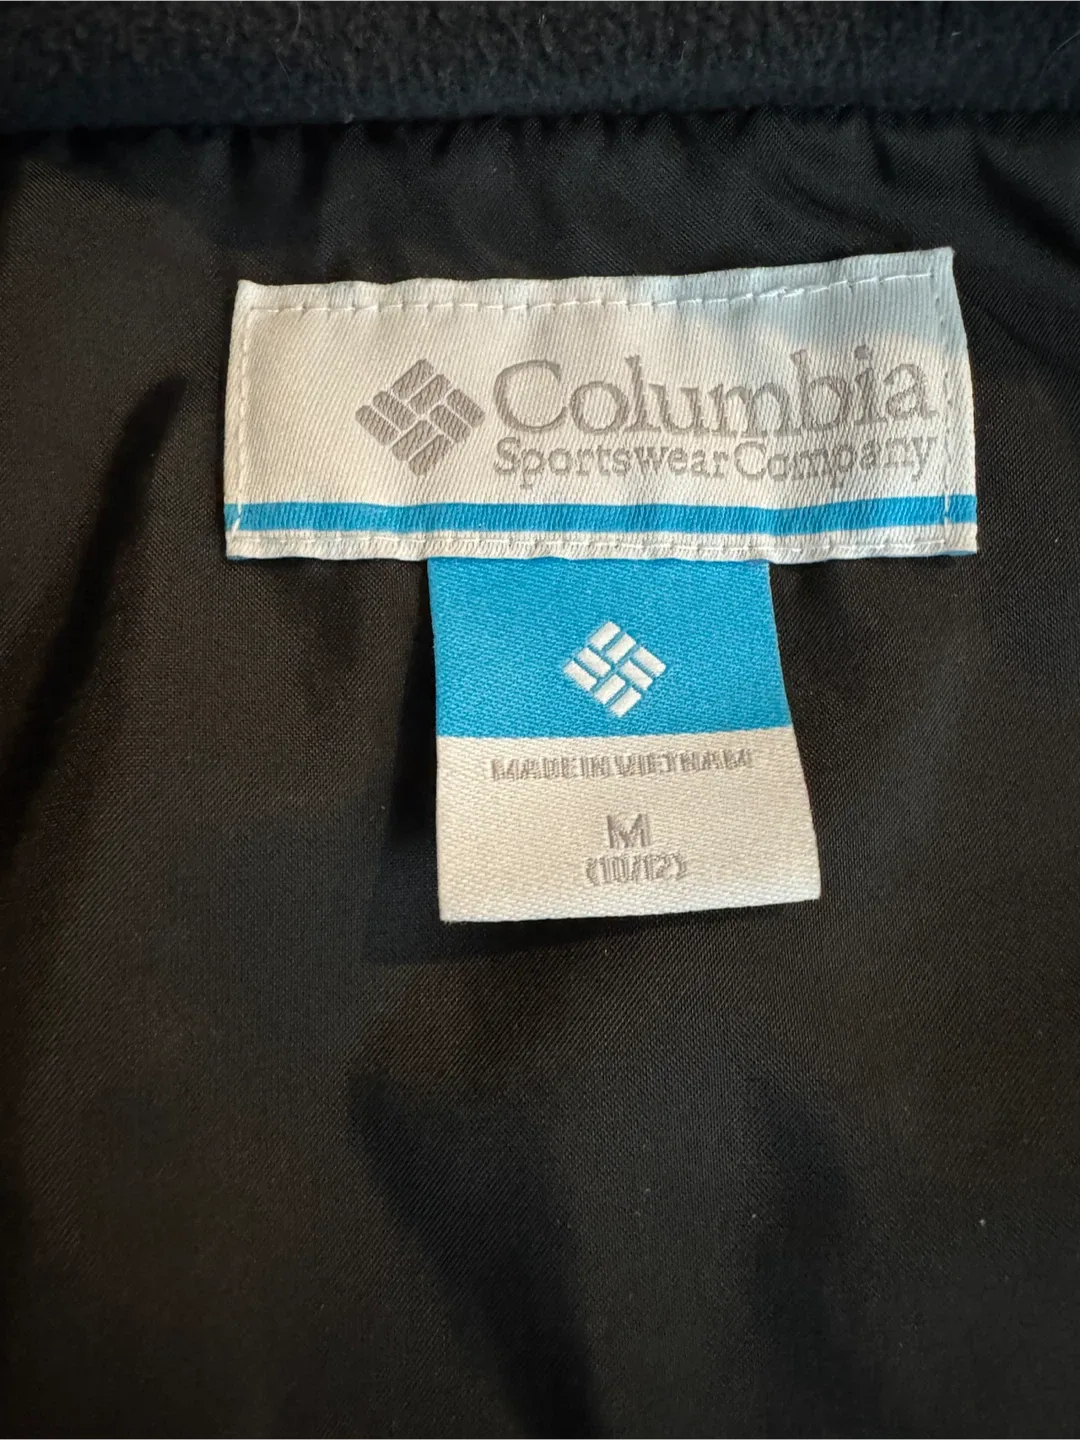 Columbia
Sportswear Company
MADE IN VIETNAM
M
(10/12)